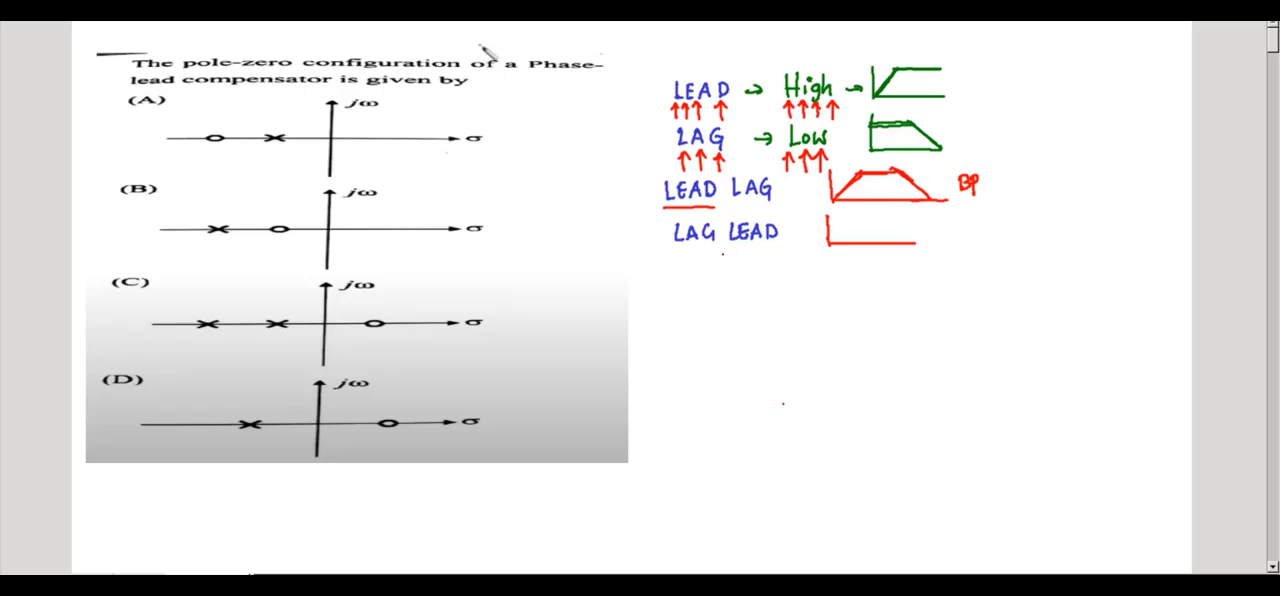 The pole-zero configuration of a Phase-
lead compensator is given by
(A)
jω
σ
(B)
jω
σ
(C)
jω
σ
(D)
jω
σ
LEAD → High →
LAG → Low
LEAD LAG
BP
LAG LEAD